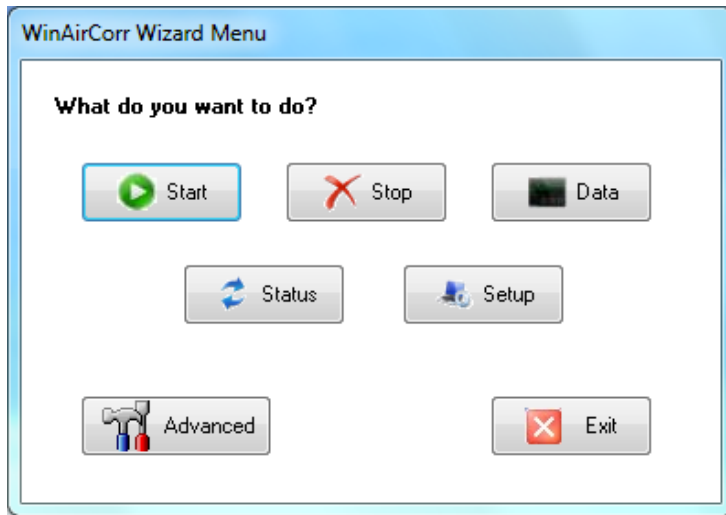 WinAirCorr Wizard Menu
What do you want to do?
Start Stop Data
Status Setup
Advanced Exit